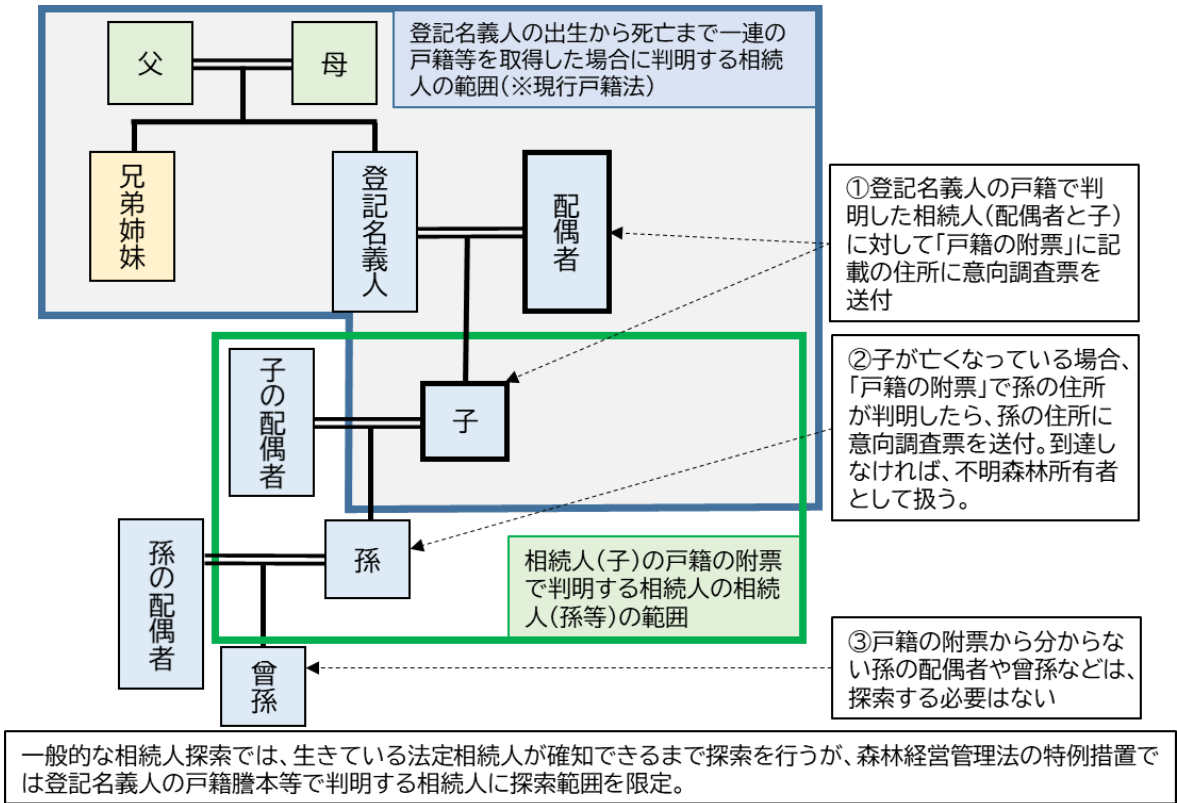 父
母
登記名義人の出生から死亡まで一連の
戸籍等を取得した場合に判明する相続
人の範囲(※現行戸籍法)
兄弟姉妹
登記名義人
配偶者
①登記名義人の戸籍で判
明した相続人(配偶者と子)
に対して「戸籍の附票」に記
載の住所に意向調査票を
送付
子の配偶者
子
②子が亡くなっている場合、
「戸籍の附票」で孫の住所
が判明したら、孫の住所に
意向調査票を送付。到達し
なければ、不明森林所有者
として扱う。
孫の配偶者
孫
相続人(子)の戸籍の附票
で判明する相続人の相続
人(孫等)の範囲
曾孫
③戸籍の附票から分からな
い孫の配偶者や曾孫などは、
探索する必要はない
一般的な相続人探索では、生きている法定相続人が確知できるまで探索を行うが、森林経営管理法の特例措置で
は登記名義人の戸籍謄本等で判明する相続人に探索範囲を限定。